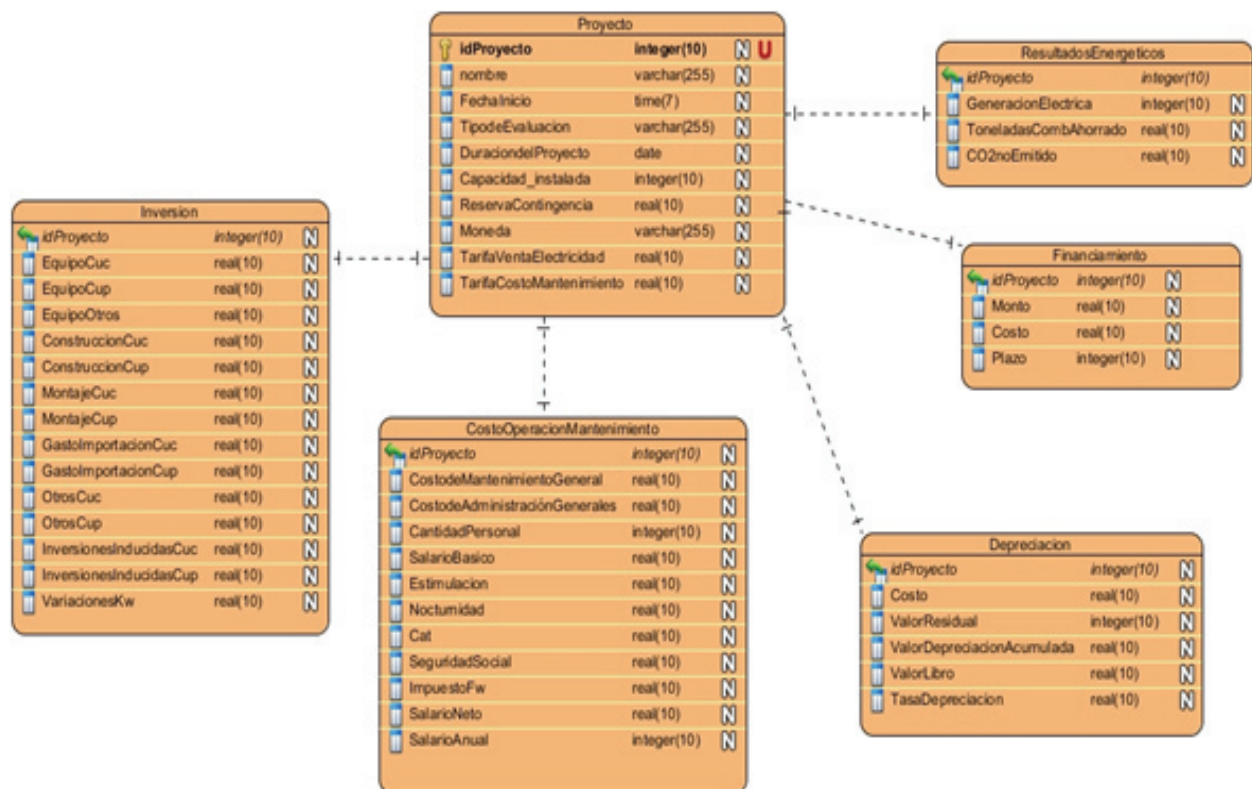 Proyecto
idProyecto integer(10) N U
nombre varchar(255) N
FechaInicio time(7) N
TipodeEvaluacion varchar(255) N
DuraciondelProyecto date N
Capacidad_instalada integer(10) N
ReservaContingencia real(10) N
Moneda varchar(255) N
TarifaVentaElectricidad real(10) N
TarifaCostoMantenimiento real(10) N
ResultadosEnergeticos
idProyecto integer(10)
GeneracionElectrica integer(10) N
ToneladasCombAhorrado real(10) N
CO2noEmitido real(10) N
Inversion
idProyecto integer(10) N
EquipoCuc real(10) N
EquipoCup real(10) N
EquipoOtros real(10) N
ConstruccionCuc real(10) N
ConstruccionCup real(10) N
MontajeCuc real(10) N
MontajeCup real(10) N
GastoImportacionCuc real(10) N
GastoImportacionCup real(10) N
OtrosCuc real(10) N
OtrosCup real(10) N
InversionesInducidasCuc real(10) N
InversionesInducidasCup real(10) N
VariacionesKw real(10) N
Financiamiento
idProyecto integer(10) N
Monto real(10) N
Costo real(10) N
Plazo integer(10) N
CostoOperacionMantenimiento
idProyecto integer(10) N
CostodeMantenimientoGeneral real(10) N
CostodeAdministraciónGenerales real(10) N
CantidadPersonal integer(10) N
SalarioBasico real(10) N
Estimulacion real(10) N
Nocturnidad real(10) N
Cat real(10) N
SeguridadSocial real(10) N
ImpuestoFw real(10) N
SalarioNeto real(10) N
SalarioAnual integer(10) N
Depreciacion
idProyecto integer(10) N
Costo real(10) N
ValorResidual integer(10) N
ValorDepreciacionAcumulada real(10) N
ValorLibro real(10) N
TasaDepreciacion real(10) N